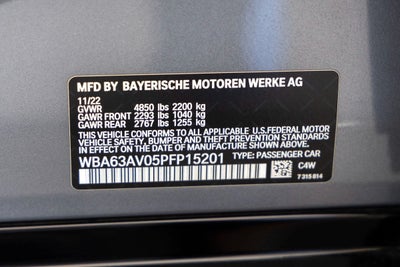 MFD BY BAYERISCHE MOTOREN WERKE AG
11/22
GVWR 4850 lbs 2200 kg
GAWR FRONT 2293 lbs 1040 kg
GAWR REAR 2767 lbs 1255 kg
THIS VEHICLE CONFORMS TO ALL APPLICABLE U.S.FEDERAL MOTOR
VEHICLE SAFETY, BUMPER AND THEFT PREVENTION STANDARDS
IN EFFECT ON THE DATE OF MANUFACTURE SHOWN ABOVE.
WBA63AV05PFP15201 TYPE: PASSENGER CAR
C4W
7 315 814